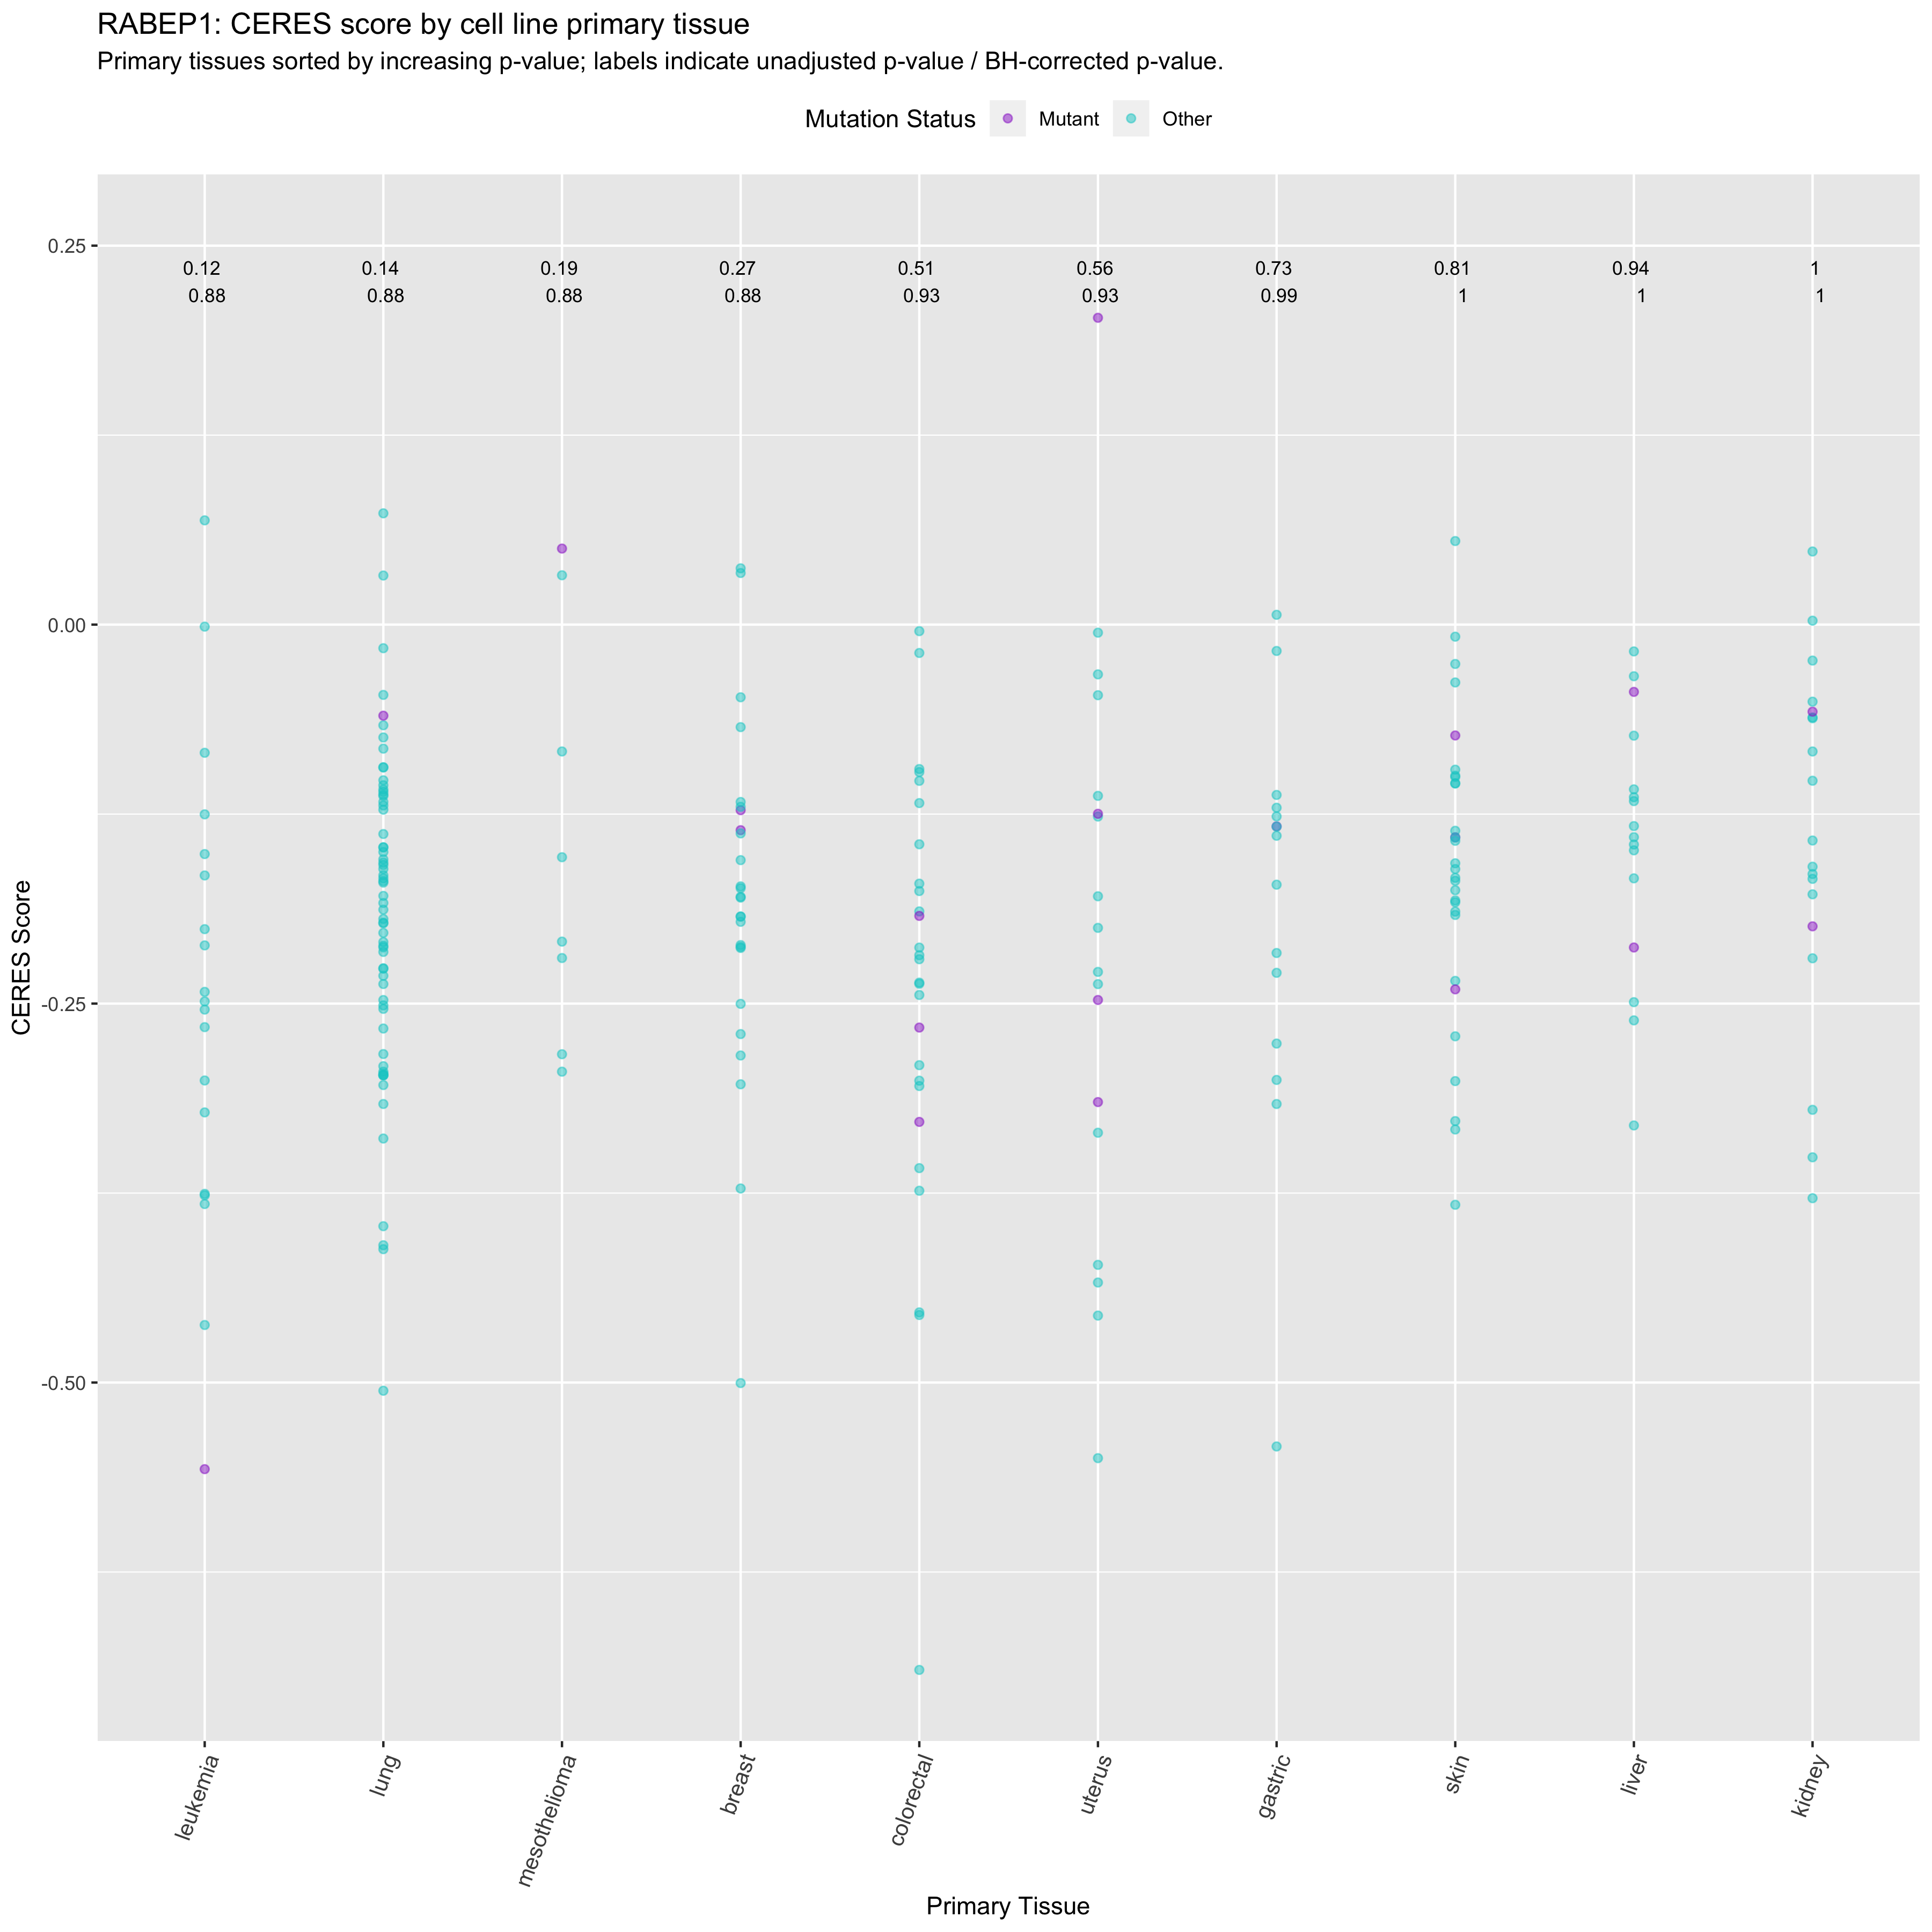 RABEP1: CERES score by cell line primary tissue
Primary tissues sorted by increasing p-value; labels indicate unadjusted p-value / BH-corrected p-value.
Mutation Status Mutant Other
0.25
0.12 0.14 0.19 0.27 0.51 0.56 0.73 0.81 0.94 1
0.88 0.88 0.88 0.88 0.93 0.93 0.99 1 1 1
0.00
CERES Score
-0.25
-0.50
leukemia lung mesothelioma breast colorectal uterus gastric skin liver kidney
Primary Tissue